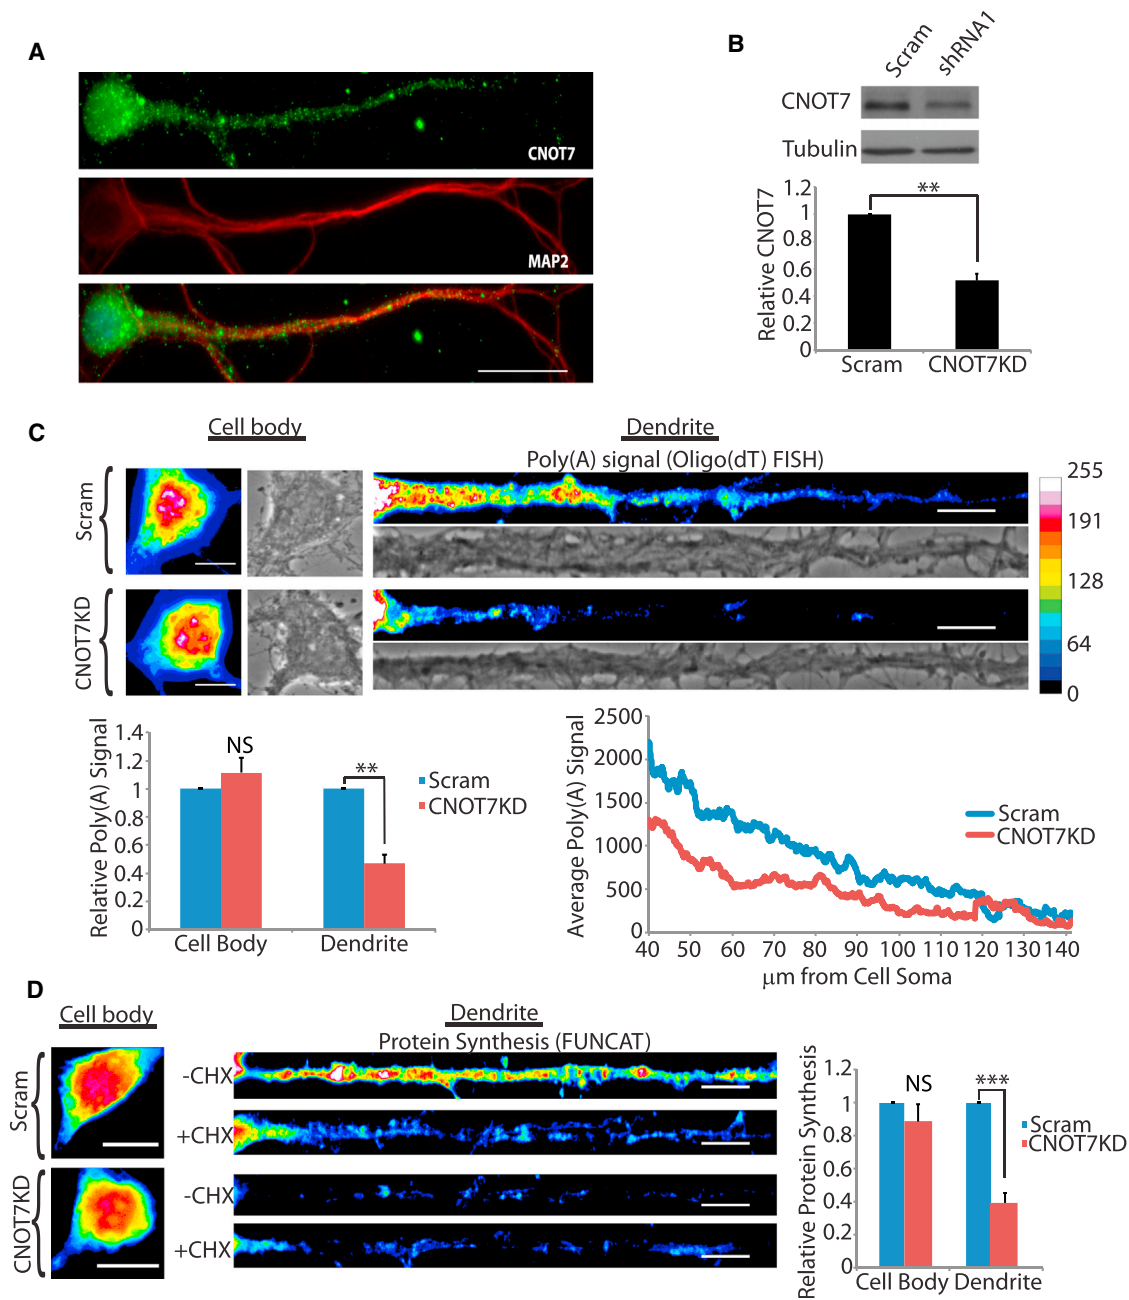 A
CNOT7
MAP2
B
Scram
shRNA1
CNOT7
Tubulin
Relative CNOT7
1.2
1
0.8
0.6
0.4
0.2
0
**
Scram
CNOT7KD
C
Cell body
Dendrite
Poly(A) signal (Oligo(dT) FISH)
Scram
CNOT7KD
255
191
128
64
0
Relative Poly(A) Signal
1.4
1.2
1
0.8
0.6
0.4
0.2
0
NS
**
Scram
CNOT7KD
Cell Body
Dendrite
Average Poly(A) Signal
2500
2000
1500
1000
500
0
Scram
CNOT7KD
40 50 60 70 80 90 100 110 120 130 140
μm from Cell Soma
D
Cell body
Dendrite
Protein Synthesis (FUNCAT)
Scram
-CHX
+CHX
CNOT7KD
-CHX
+CHX
Relative Protein Synthesis
1.2
1
0.8
0.6
0.4
0.2
0
NS
***
Scram
CNOT7KD
Cell Body
Dendrite